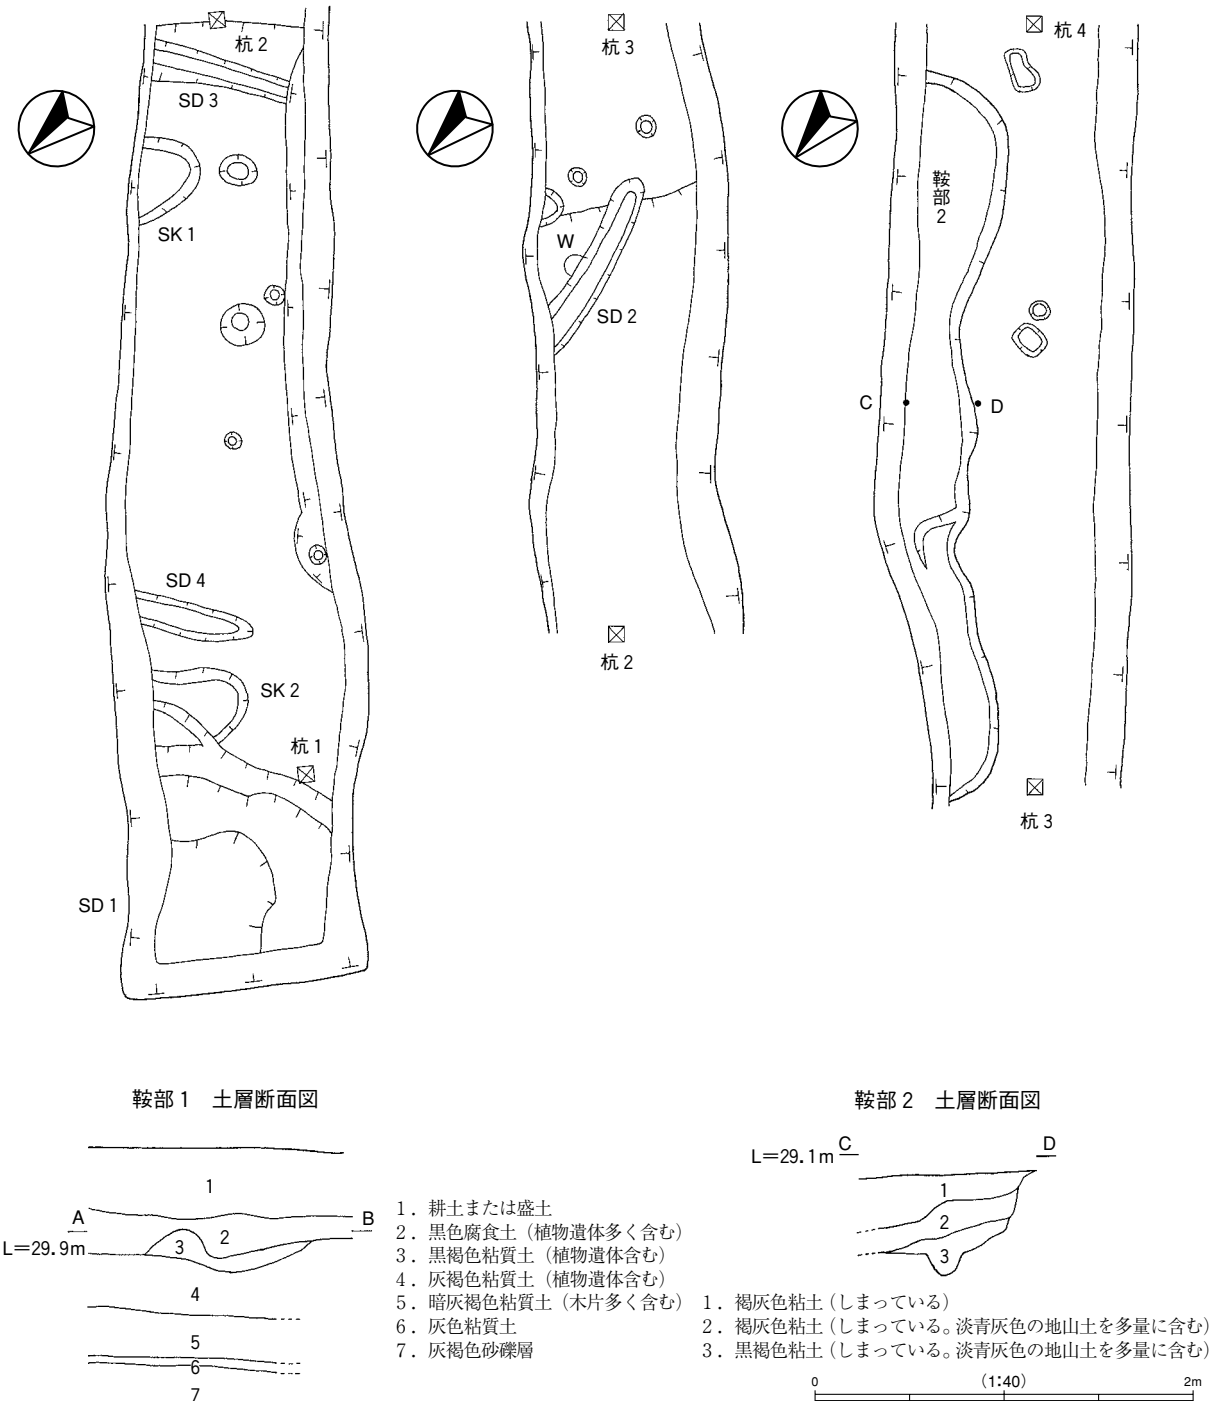 杭2
SD 3
SK 1
SD 4
SK 2
杭1
SD 1
杭3
W
SD 2
杭2
杭4
鞍部2
C
D
杭3
鞍部1　土層断面図
1
A
B
2
3
L=29.9m
4
5
6
7
1．耕土または盛土
2．黒色腐食土（植物遺体多く含む）
3．黒褐色粘質土（植物遺体含む）
4．灰褐色粘質土（植物遺体含む）
5．暗灰褐色粘質土（木片多く含む）
6．灰色粘質土
7．灰褐色砂礫層
鞍部2　土層断面図
L=29.1m
C
D
1
2
3
1．褐灰色粘土（しまっている）
2．褐灰色粘土（しまっている。淡青灰色の地山土を多量に含む）
3．黒褐色粘土（しまっている。淡青灰色の地山土を多量に含む）
0
(1:40)
2m